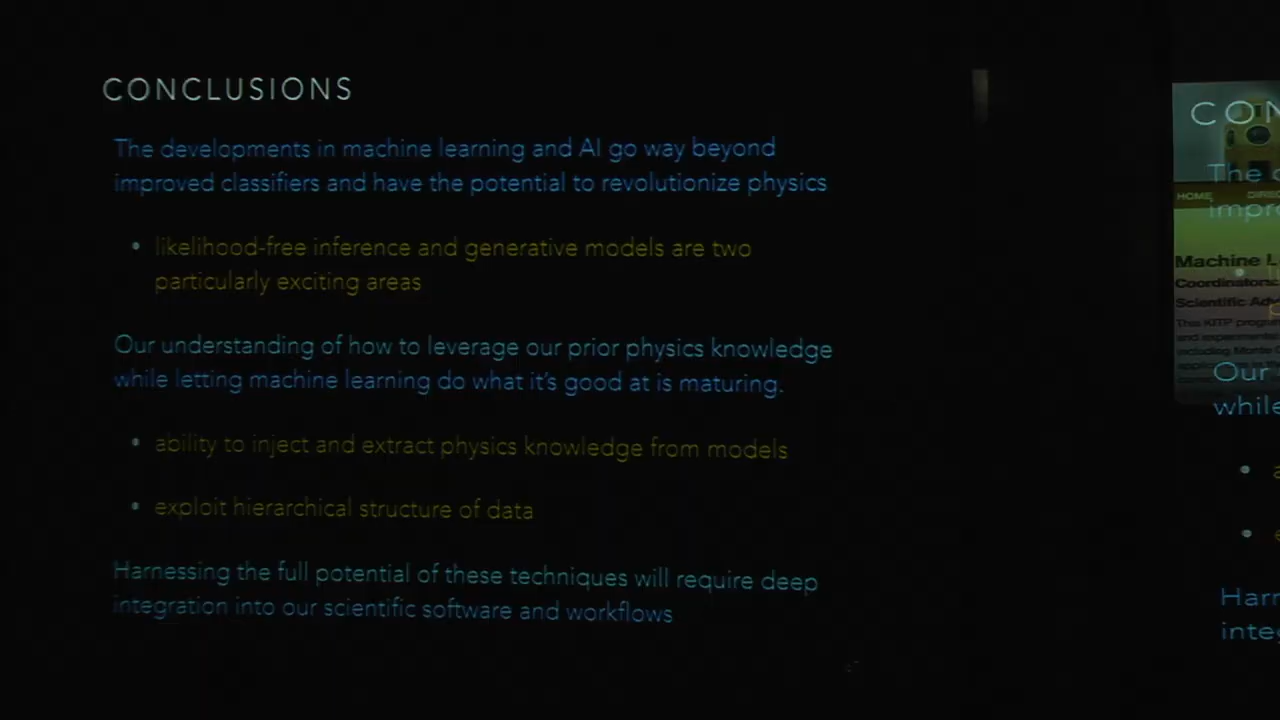 CONCLUSIONS
The developments in machine learning and AI go way beyond
improved classifiers and have the potential to revolutionize physics
• likelihood-free inference and generative models are two
particularly exciting areas
Our understanding of how to leverage our prior physics knowledge
while letting machine learning do what it's good at is maturing.
• ability to inject and extract physics knowledge from models
• exploit hierarchical structure of data
Harnessing the full potential of these techniques will require deep
integration into our scientific software and workflows
CON
The
HOME
Machine
Coordinators
Scientific
This KITP
Our
while